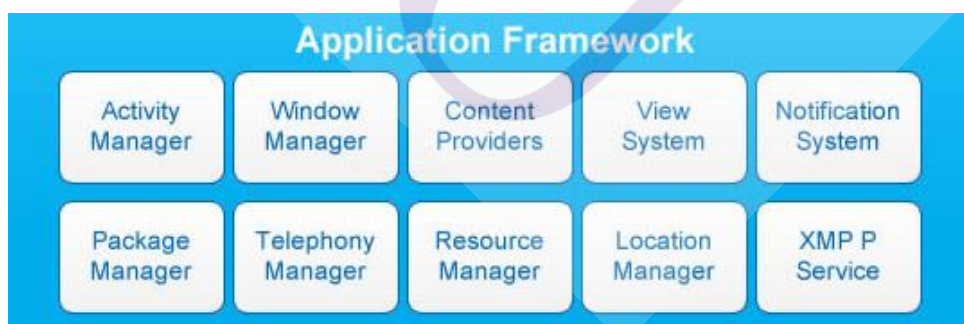 Application Framework
Activity
Manager
Window
Manager
Content
Providers
View
System
Notification
System
Package
Manager
Telephony
Manager
Resource
Manager
Location
Manager
XMP P
Service